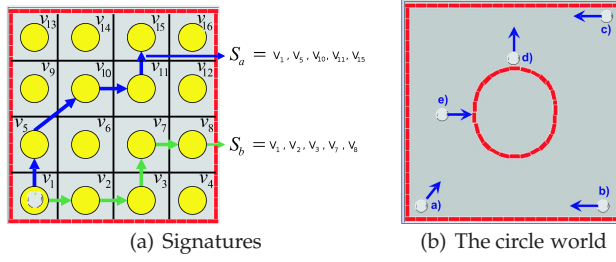 v13 v14 v15 v16
v9 v10 v11 v12
v5 v6 v7 v8
v1 v2 v3 v4
Sa = v1 , v5 , v10 , v11 , v15
Sb = v1 , v2 , v3 , v7 , v8
(a) Signatures
c)
d)
e)
a) b)
(b) The circle world